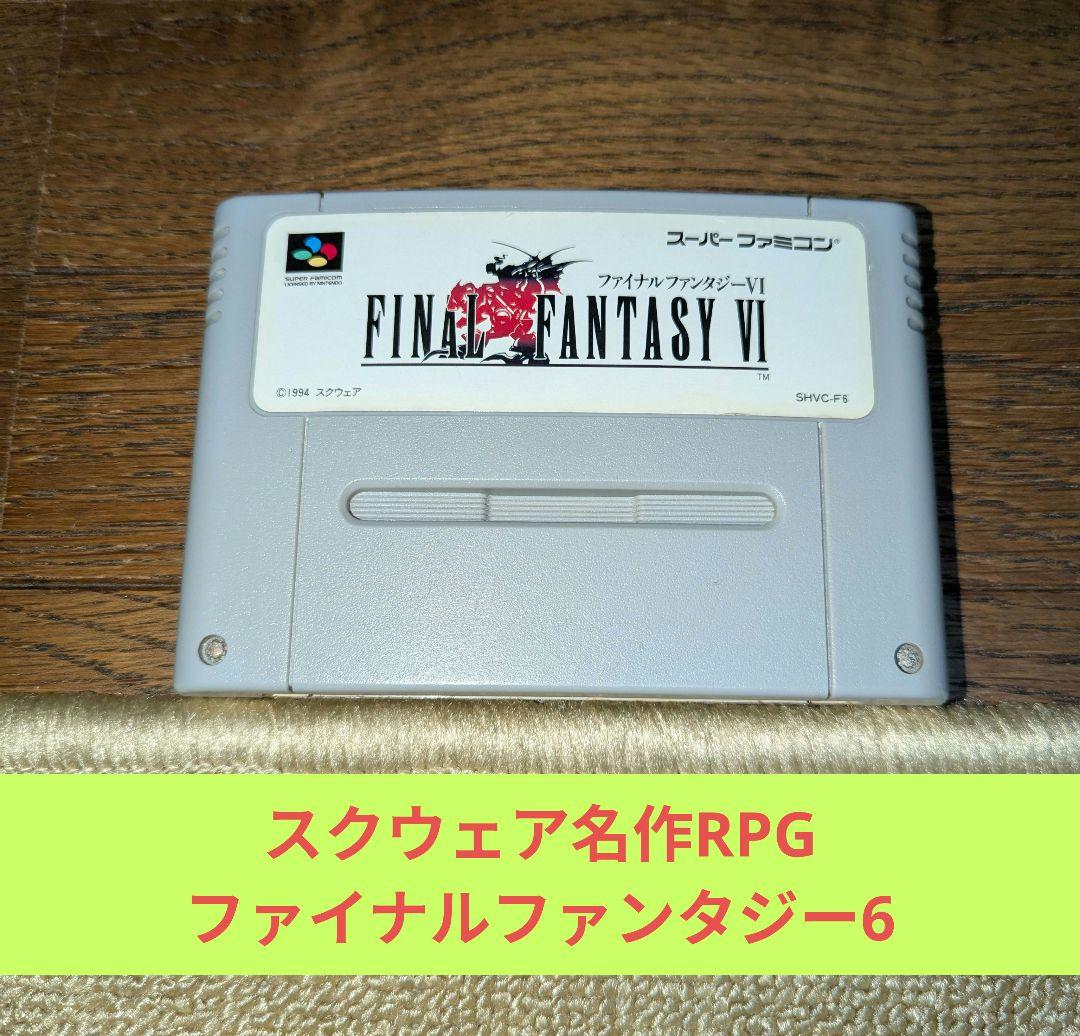 スーパーファミコン®
SUPER FAMICOM
LICENSED BY NINTENDO
ファイナルファンタジーVI
FINAL FANTASY VI
TM
©1994 スクウェア
SHVC-F6
スクウェア名作RPG
ファイナルファンタジー6